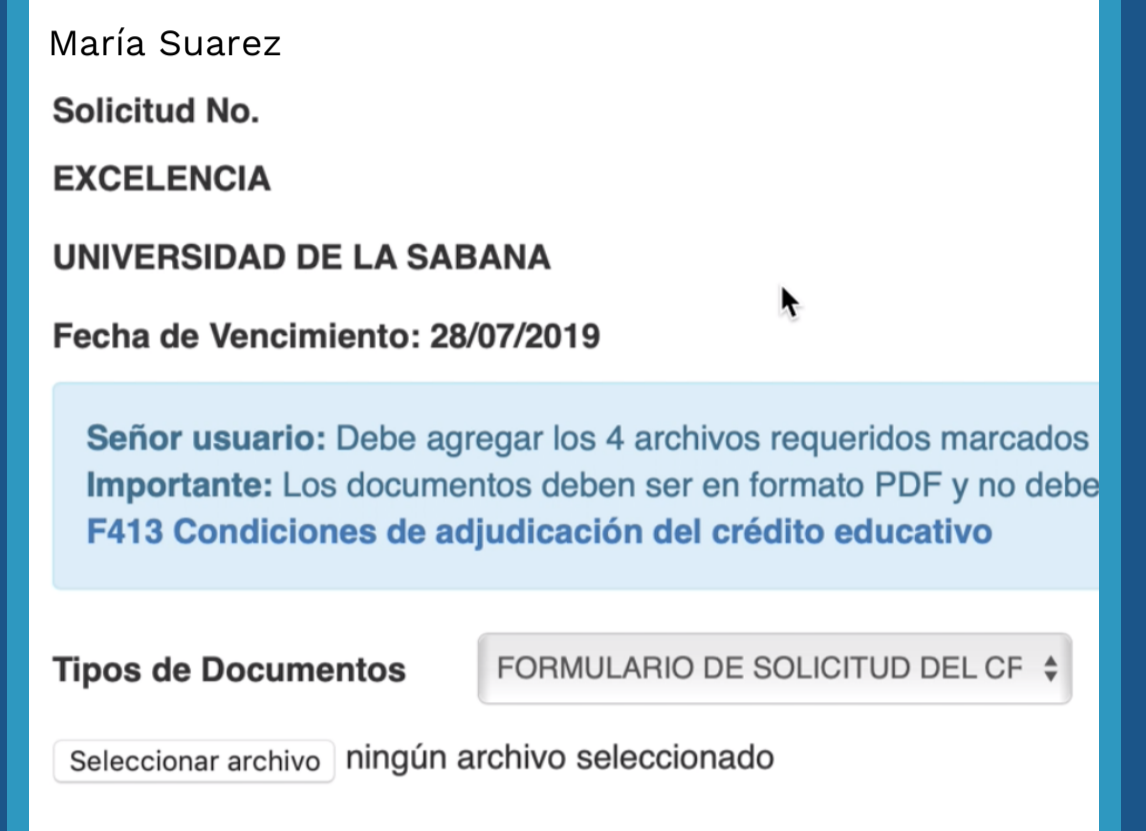 María Suarez
Solicitud No.
EXCELENCIA
UNIVERSIDAD DE LA SABANA
Fecha de Vencimiento: 28/07/2019
Señor usuario: Debe agregar los 4 archivos requeridos marcados
Importante: Los documentos deben ser en formato PDF y no debe
F413 Condiciones de adjudicación del crédito educativo
Tipos de Documentos FORMULARIO DE SOLICITUD DEL CF
Seleccionar archivo ningún archivo seleccionado